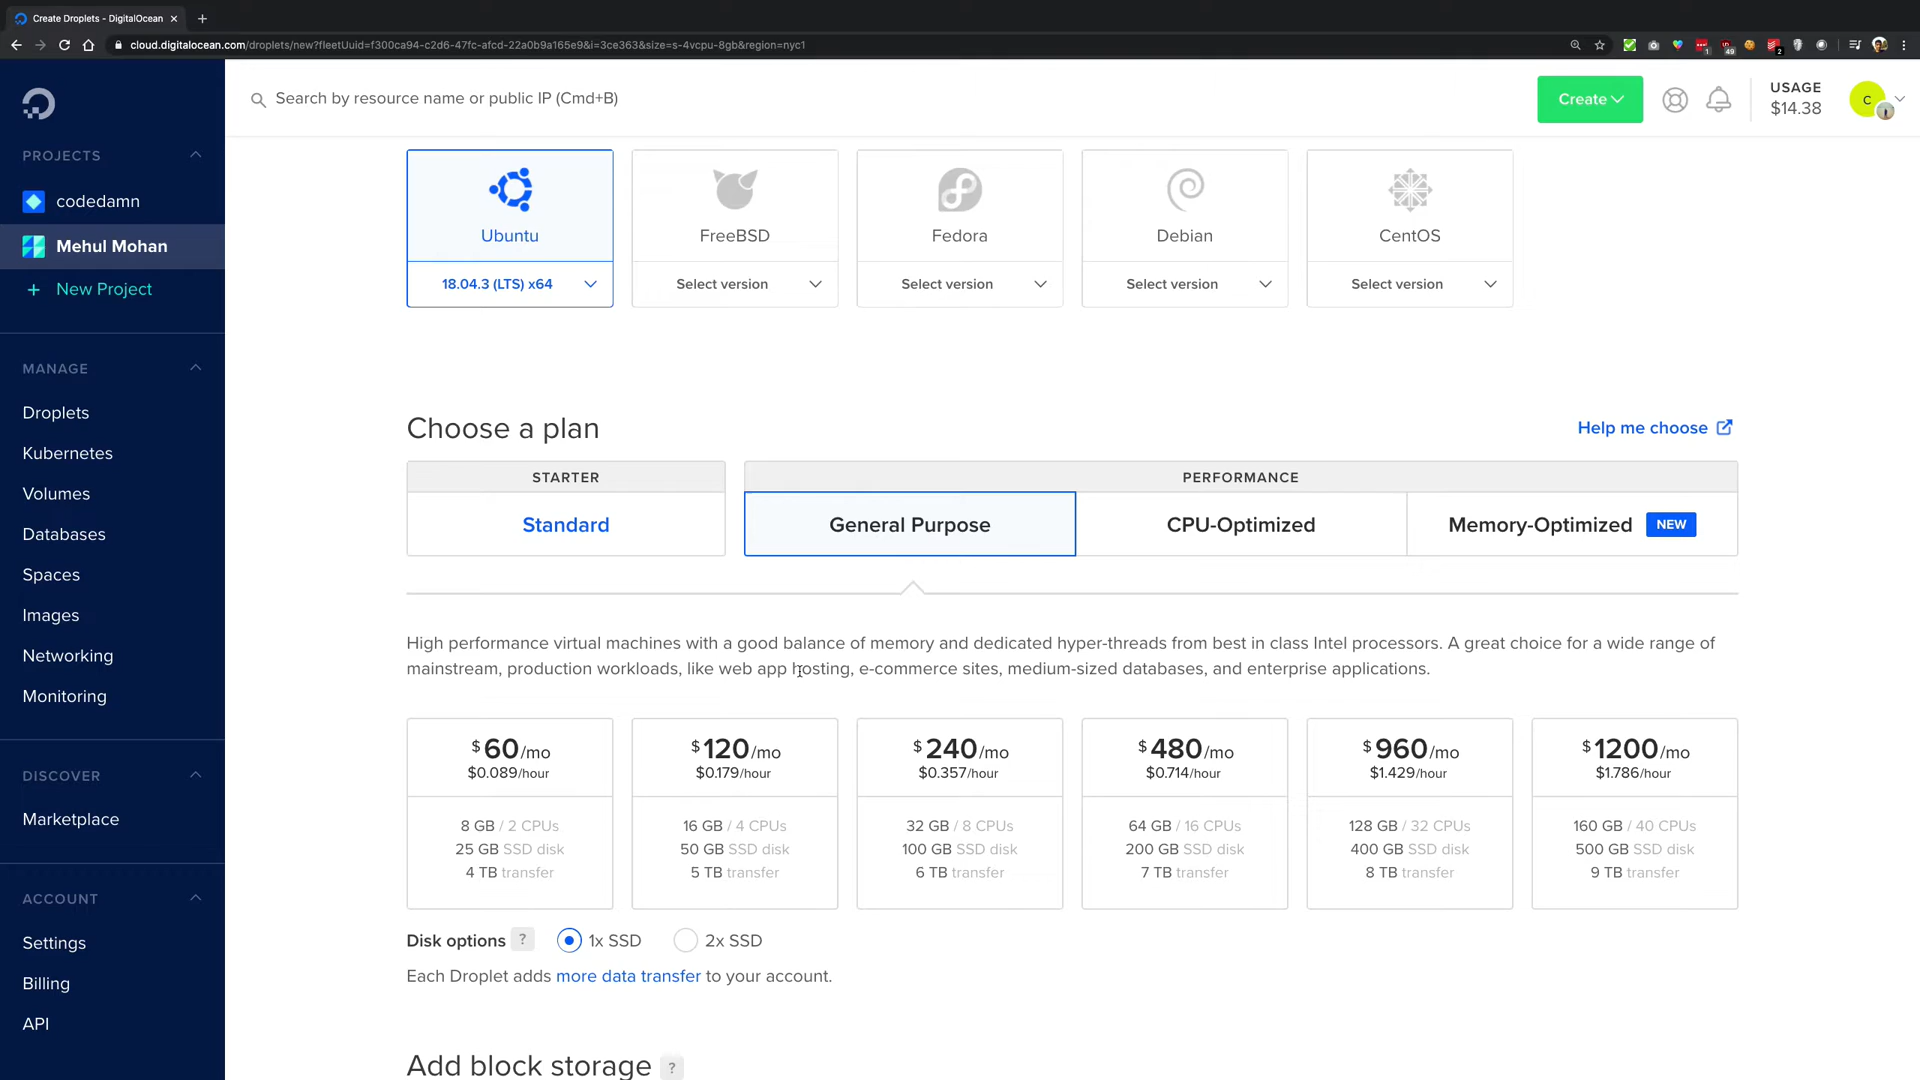 Create Droplets - DigitalOcean
cloud.digitalocean.com/droplets/new?fleetUuid=f300ca94-c2d6-47fc-afcd-22a0b9a165e9&i=3ce363&size=s-4vcpu-8gb&region=nyc1
1
49
2
Search by resource name or public IP (Cmd+B)
Create
USAGE
$14.38
C
PROJECTS
codedamn
Mehul Mohan
+ New Project
MANAGE
Droplets
Kubernetes
Volumes
Databases
Spaces
Images
Networking
Monitoring
DISCOVER
Marketplace
ACCOUNT
Settings
Billing
API
Ubuntu
18.04.3 (LTS) x64
FreeBSD
Select version
Fedora
Select version
Debian
Select version
CentOS
Select version
Choose a plan
Help me choose
STARTER
Standard
PERFORMANCE
General Purpose
CPU-Optimized
Memory-Optimized NEW
High performance virtual machines with a good balance of memory and dedicated hyper-threads from best in class Intel processors. A great choice for a wide range of
mainstream, production workloads, like web app hosting, e-commerce sites, medium-sized databases, and enterprise applications.
$60/mo
$0.089/hour
8 GB / 2 CPUs
25 GB SSD disk
4 TB transfer
$120/mo
$0.179/hour
16 GB / 4 CPUs
50 GB SSD disk
5 TB transfer
$240/mo
$0.357/hour
32 GB / 8 CPUs
100 GB SSD disk
6 TB transfer
$480/mo
$0.714/hour
64 GB / 16 CPUs
200 GB SSD disk
7 TB transfer
$960/mo
$1.429/hour
128 GB / 32 CPUs
400 GB SSD disk
8 TB transfer
$1200/mo
$1.786/hour
160 GB / 40 CPUs
500 GB SSD disk
9 TB transfer
Disk options ? 1x SSD 2x SSD
Each Droplet adds more data transfer to your account.
Add block storage ?